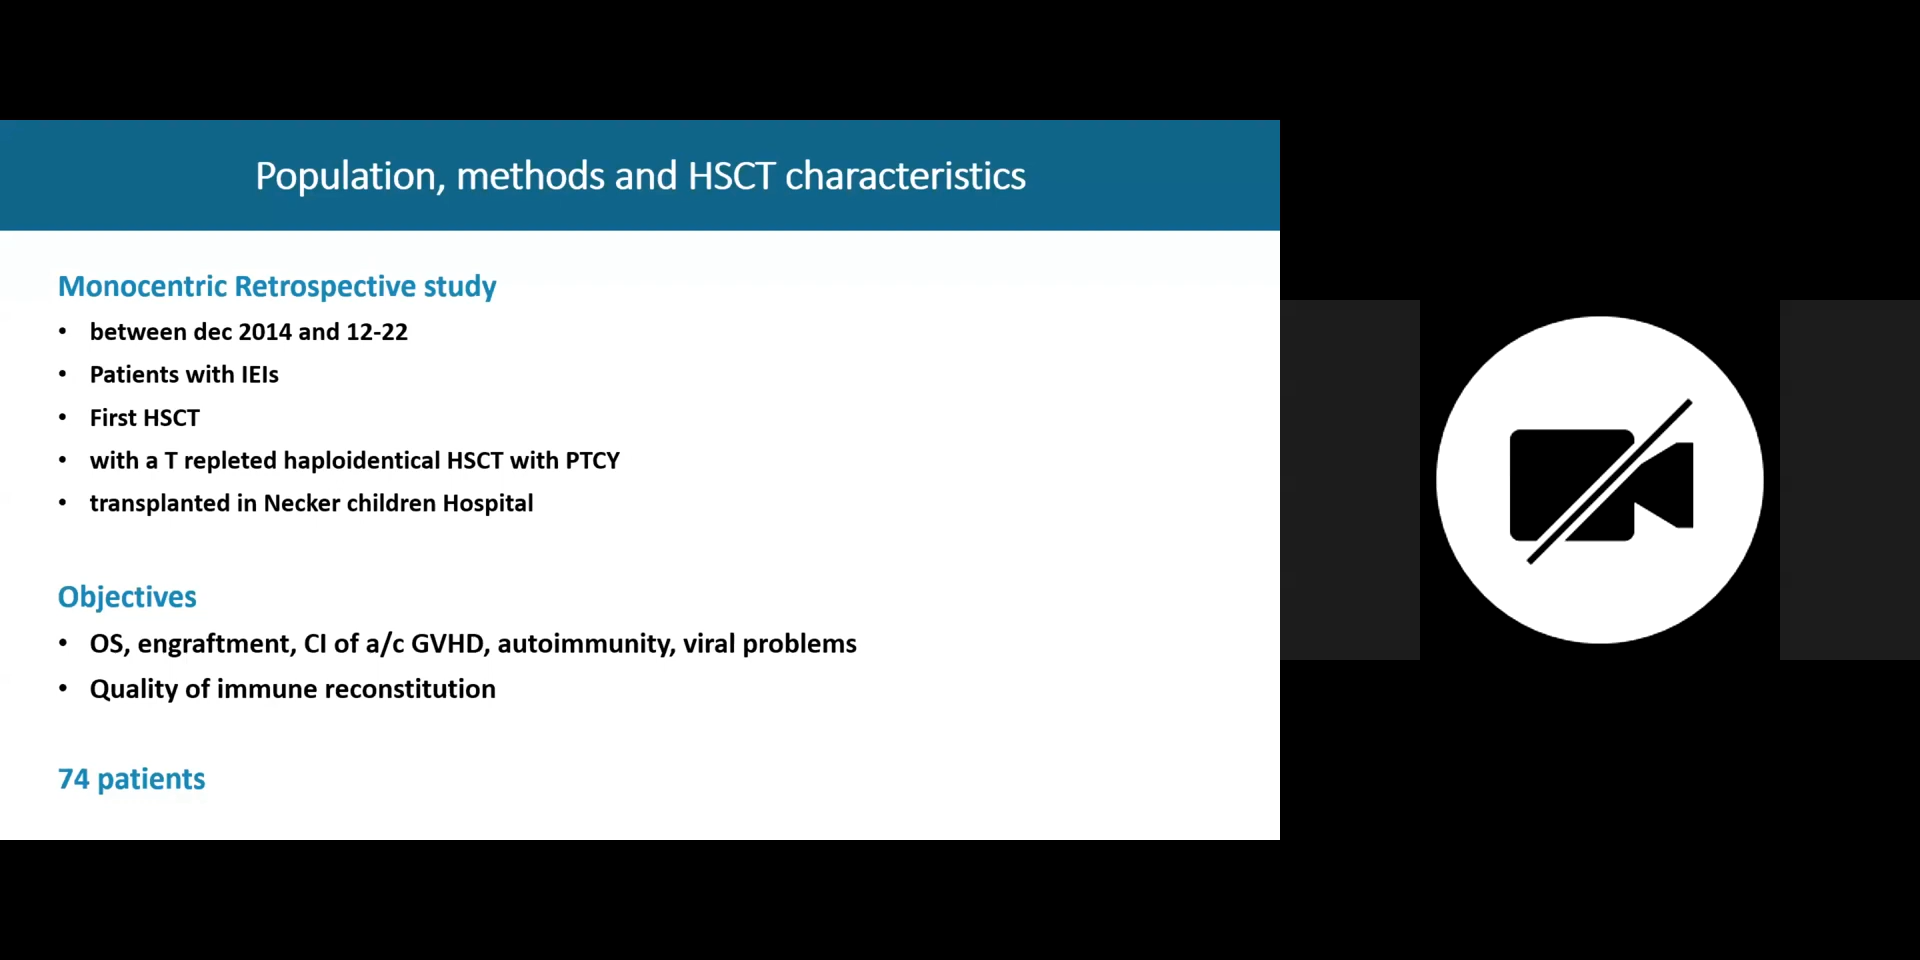 Population, methods and HSCT characteristics
Monocentric Retrospective study
• between dec 2014 and 12-22
• Patients with IEIs
• First HSCT
• with a T repleted haploidentical HSCT with PTCY
• transplanted in Necker children Hospital
Objectives
• OS, engraftment, CI of a/c GVHD, autoimmunity, viral problems
• Quality of immune reconstitution
74 patients